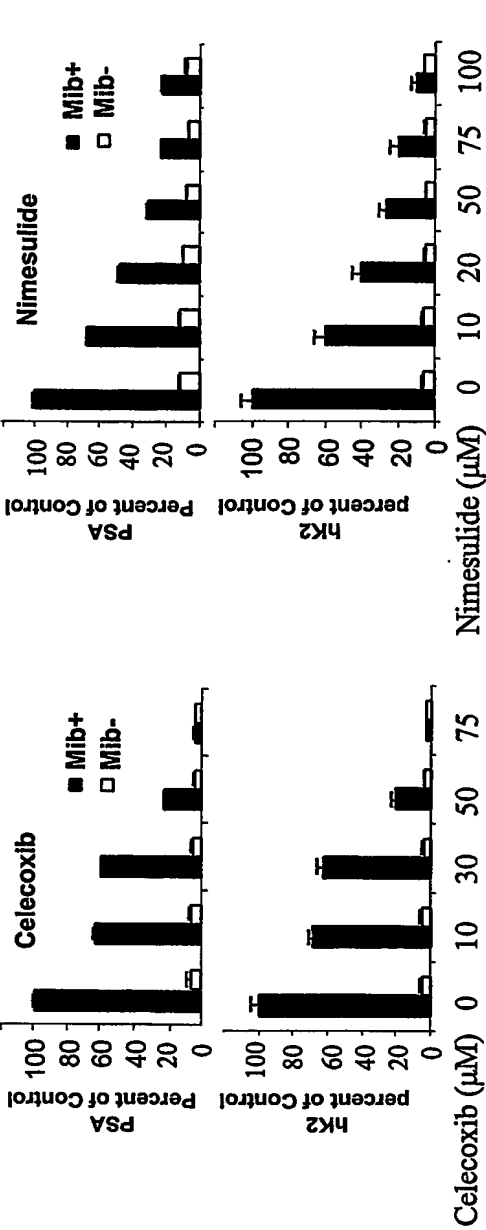 Celecoxib
PSA
Percent of Control
100
80
60
40
20
0
Mib+
Mib-
hK2
percent of Control
100
80
60
40
20
0
Celecoxib (µM)
0 10 30 50 75
Nimesulide
PSA
Percent of Control
100
80
60
40
20
0
Mib+
Mib-
hK2
percent of Control
100
80
60
40
20
0
Nimesulide (µM)
0 10 20 50 75 100